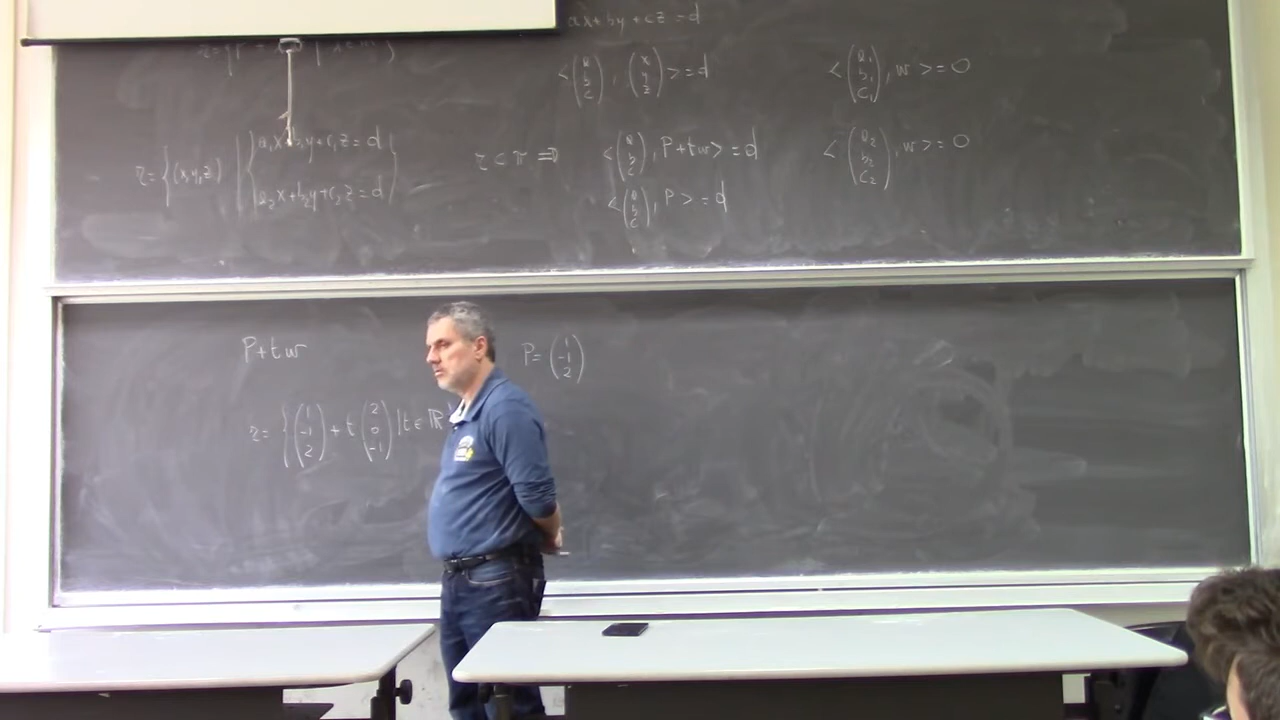 ax+by+cz=d
<(a b c), (x y z)>=d
<(a₁ b₁ c₁), w>=0
r={(x,y,z) | {a₁x+b₁y+c₁z=d
a₂x+b₂y+c₂z=d}
r⊂π ⇒ <(a b c), P+tw>=d
<(a₂ b₂ c₂), w>=0
<(a b c), P>=d
P+tw
P=(1 -1 2)
r={(1 -1 2)+t(2 0 -1) | t∈ℝ